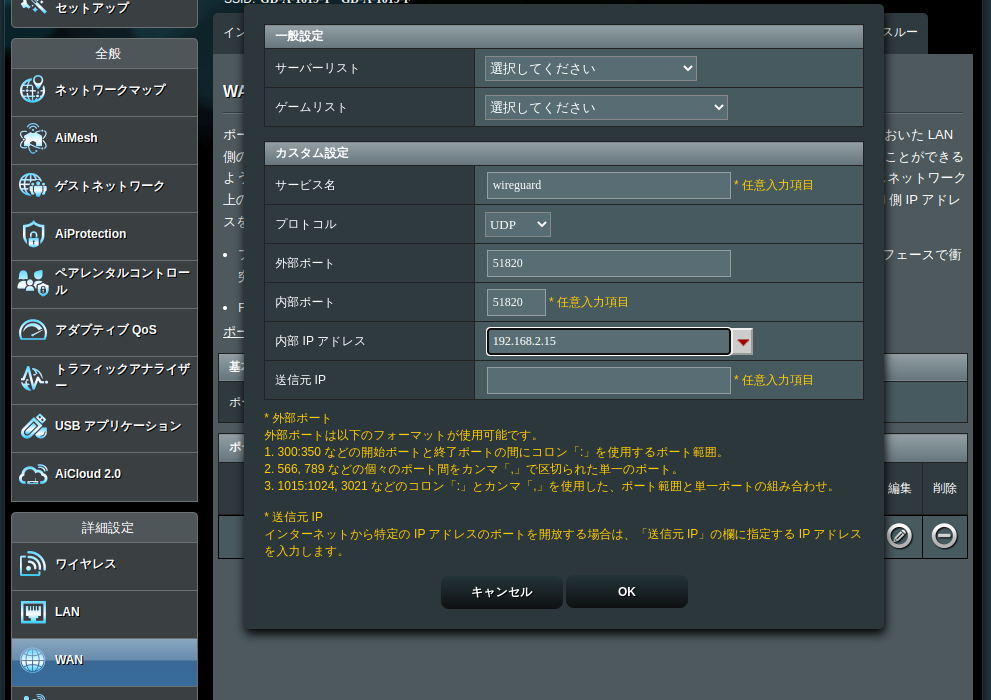 セットアップ
全般
ネットワークマップ
AiMesh
ゲストネットワーク
AiProtection
ペアレンタルコントロー
ル
アダプティブ QoS
トラフィックアナライザ
ー
USB アプリケーション
AiCloud 2.0
詳細設定
ワイヤレス
LAN
WAN
一般設定
サーバーリスト
選択してください
ゲームリスト
選択してください
カスタム設定
サービス名
wireguard
* 任意入力項目
プロトコル
UDP
外部ポート
51820
内部ポート
51820
* 任意入力項目
内部 IP アドレス
192.168.2.15
送信元 IP
* 任意入力項目
* 外部ポート
外部ポートは以下のフォーマットが使用可能です。
1. 300:350 などの開始ポートと終了ポートの間にコロン「:」を使用するポート範囲。
2. 566, 789 などの個々のポート間をカンマ「,」で区切られた単一のポート。
3. 1015:1024, 3021 などのコロン「:」とカンマ「,」を使用した、ポート範囲と単一ポートの組み合わせ。
* 送信元 IP
インターネットから特定の IP アドレスのポートを開放する場合は、「送信元 IP」の欄に指定する IP アドレス
を入力します。
キャンセル
OK
スルー
おいた LAN
ことができる
ネットワーク
側 IP アドレ
フェースで衝
編集
削除